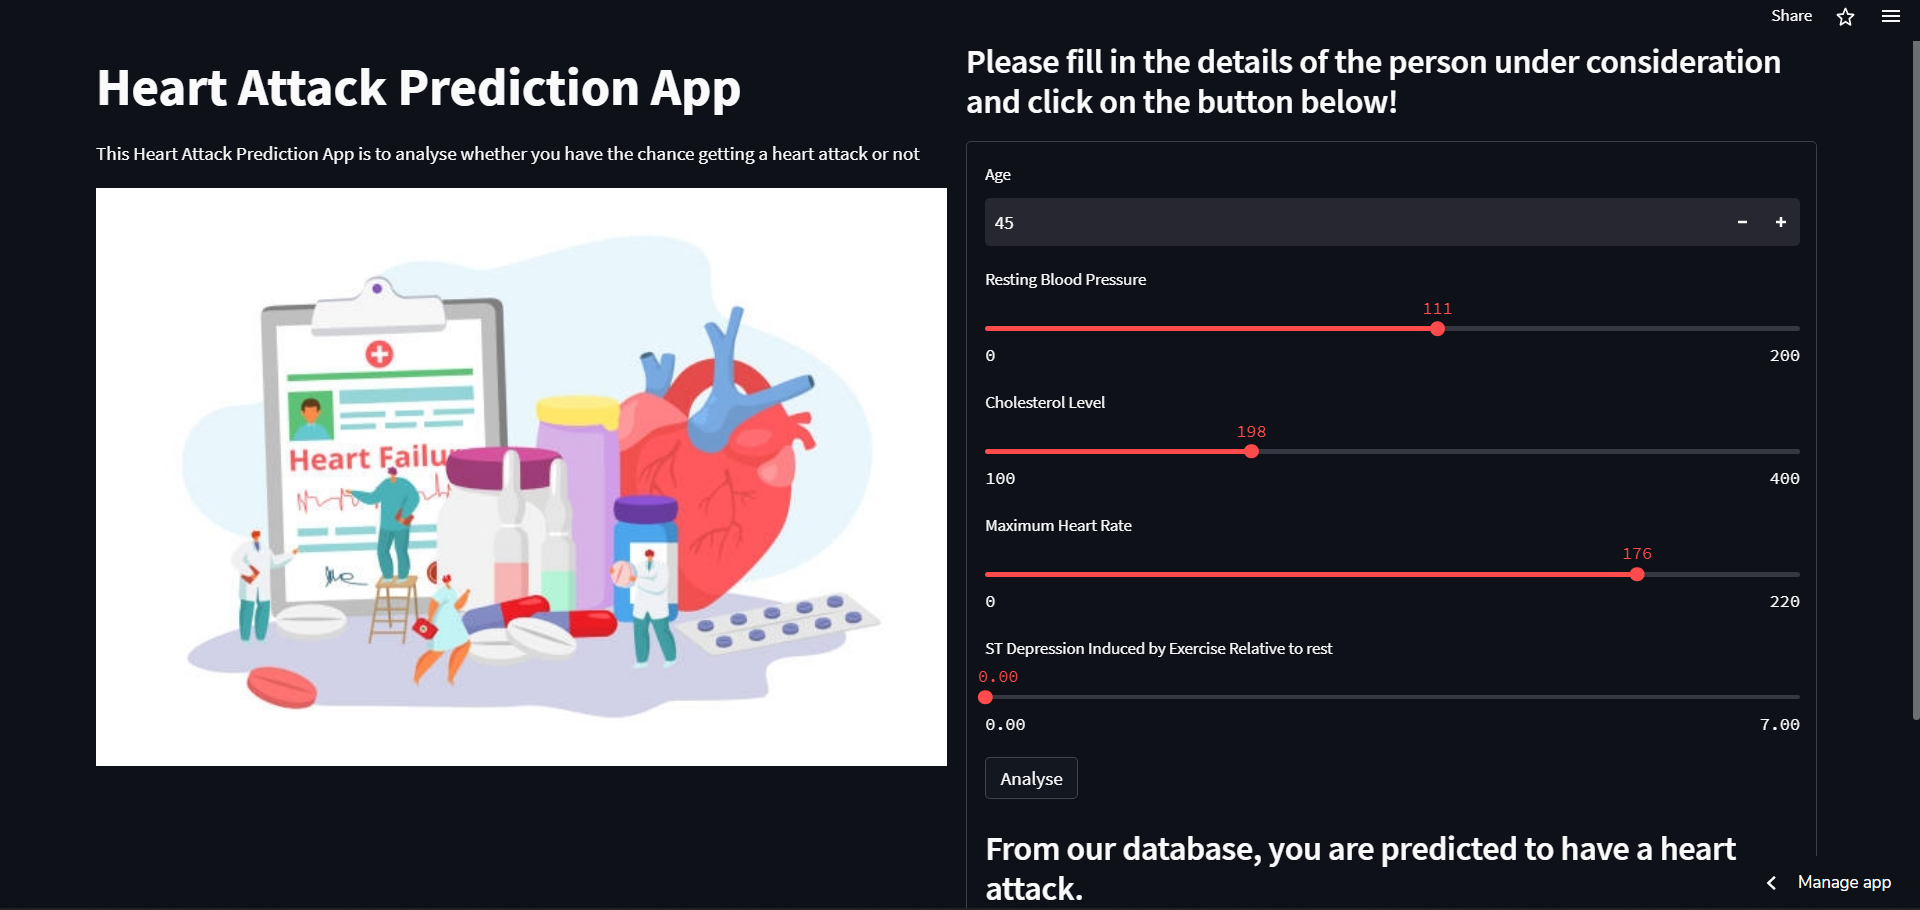 Share
Heart Attack Prediction App
This Heart Attack Prediction App is to analyse whether you have the chance getting a heart attack or not
Heart Failu
Please fill in the details of the person under consideration
and click on the button below!
Age
45
Resting Blood Pressure
111
0 200
Cholesterol Level
198
100 400
Maximum Heart Rate
176
0 220
ST Depression Induced by Exercise Relative to rest
0.00
0.00 7.00
Analyse
From our database, you are predicted to have a heart
attack.
Manage app